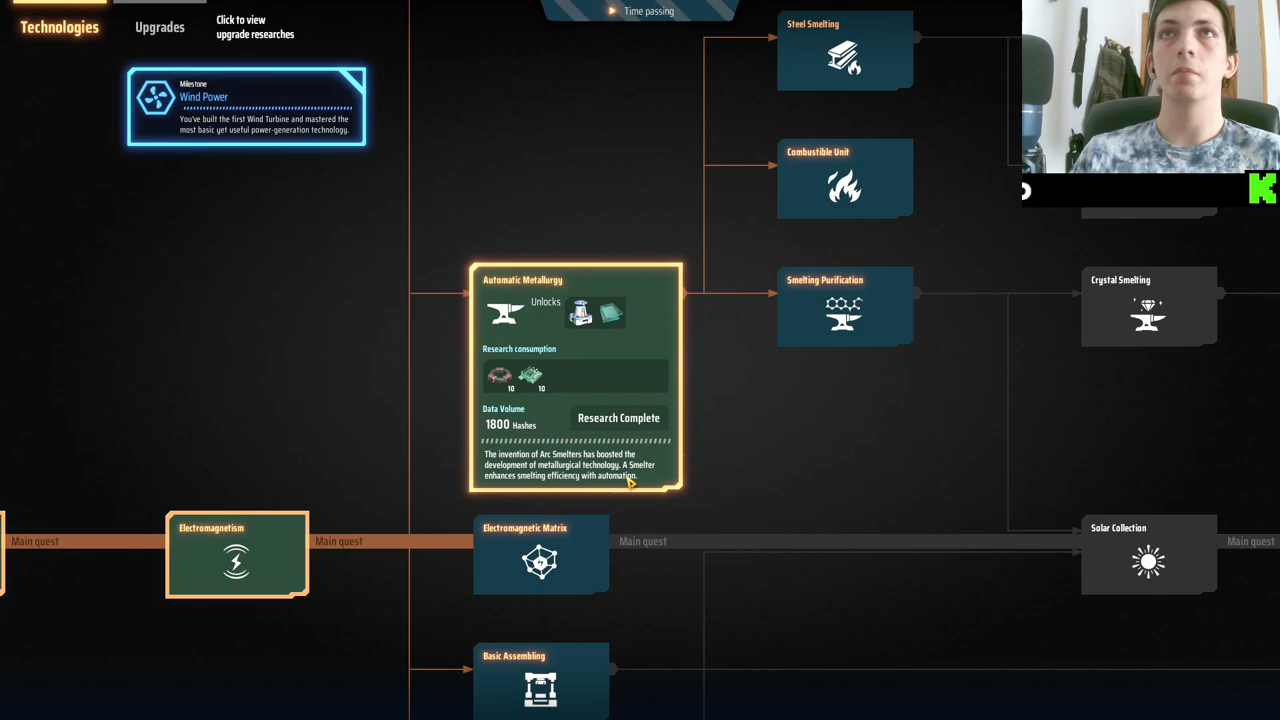 Technologies
Upgrades
Click to view
upgrade researches
Time passing
Milestone
Wind Power
You've built the first Wind Turbine and mastered the
most basic yet useful power-generation technology.
Steel Smelting
Combustible Unit
K
Automatic Metallurgy
Unlocks
Research consumption
10
10
Data Volume
1800 Hashes
Research Complete
The invention of Arc Smelters has boosted the
development of metallurgical technology. A Smelter
enhances smelting efficiency with automation.
Smelting Purification
Crystal Smelting
Main quest
Electromagnetism
Main quest
Electromagnetic Matrix
Main quest
Solar Collection
Main quest
Basic Assembling